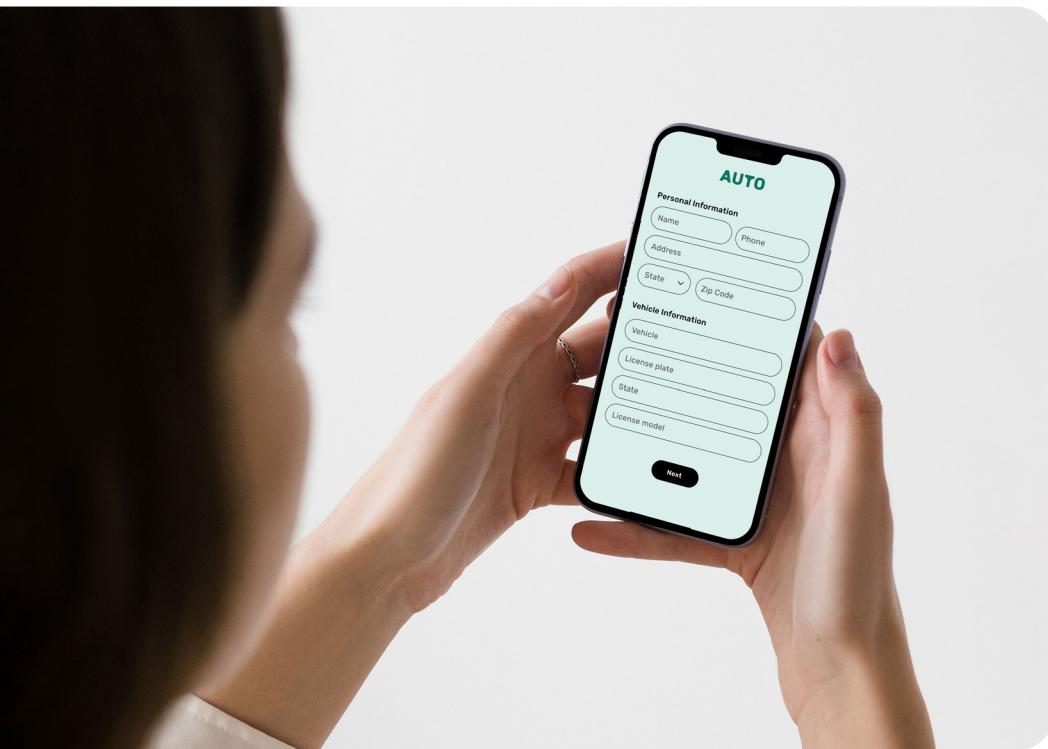 AUTO
Personal Information
Name Phone
Address
State Zip Code
Vehicle Information
Vehicle
License plate
State
License model
Next